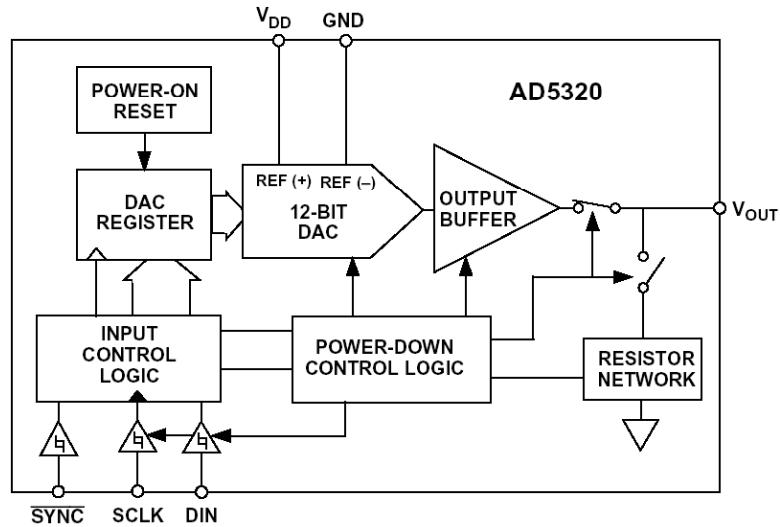 VDD GND
AD5320
POWER-ON
RESET
DAC
REGISTER
REF (+) REF (–)
12-BIT
DAC
OUTPUT
BUFFER
VOUT
INPUT
CONTROL
LOGIC
POWER-DOWN
CONTROL LOGIC
RESISTOR
NETWORK
SYNC SCLK DIN